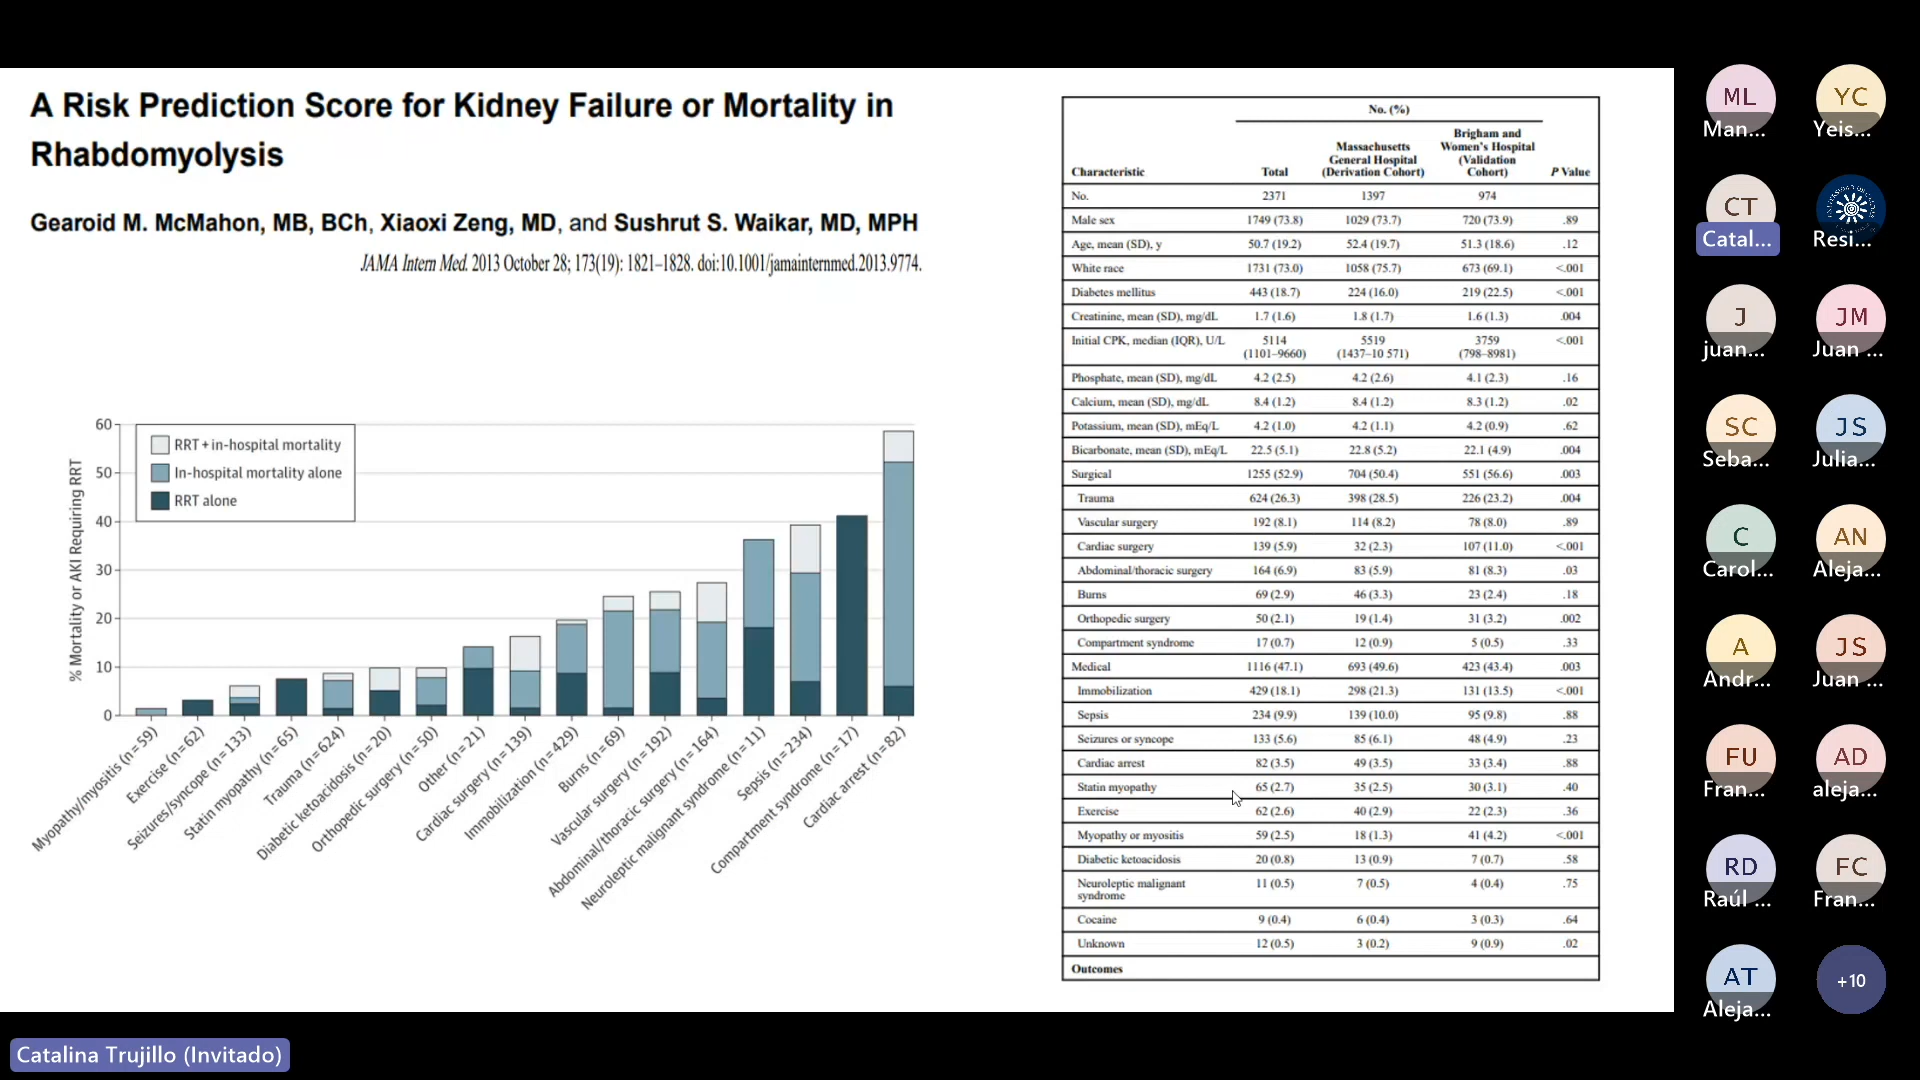 A Risk Prediction Score for Kidney Failure or Mortality in
Rhabdomyolysis
Gearoid M. McMahon, MB, BCh, Xiaoxi Zeng, MD, and Sushrut S. Waikar, MD, MPH
JAMA Intern Med. 2013 October 28; 173(19): 1821–1828. doi:10.1001/jamainternmed.2013.9774.
% Mortality or AKI Requiring RRT
60
50
40
30
20
10
0
RRT + in-hospital mortality
In-hospital mortality alone
RRT alone
Myopathy/myositis (n = 59)
Exercise (n = 62)
Seizures/syncope (n = 133)
Statin myopathy (n = 65)
Trauma (n = 624)
Diabetic ketoacidosis (n = 20)
Orthopedic surgery (n = 50)
Other (n = 21)
Cardiac surgery (n = 139)
Immobilization (n = 429)
Burns (n = 69)
Vascular surgery (n = 192)
Abdominal/thoracic surgery (n = 164)
Neuroleptic malignant syndrome (n = 11)
Sepsis (n = 234)
Compartment syndrome (n = 17)
Cardiac arrest (n = 82)
No. (%)
Characteristic Total Massachusetts General Hospital (Derivation Cohort) Brigham and Women's Hospital (Validation Cohort) P Value
No. 2371 1397 974
Male sex 1749 (73.8) 1029 (73.7) 720 (73.9) .89
Age, mean (SD), y 50.7 (19.2) 52.4 (19.7) 51.3 (18.6) .12
White race 1731 (73.0) 1058 (75.7) 673 (69.1) <.001
Diabetes mellitus 443 (18.7) 224 (16.0) 219 (22.5) <.001
Creatinine, mean (SD), mg/dL 1.7 (1.6) 1.8 (1.7) 1.6 (1.3) .004
Initial CPK, median (IQR), U/L 5114 (1101–9660) 5519 (1437–10 571) 3759 (798–8981) <.001
Phosphate, mean (SD), mg/dL 4.2 (2.5) 4.2 (2.6) 4.1 (2.3) .16
Calcium, mean (SD), mg/dL 8.4 (1.2) 8.4 (1.2) 8.3 (1.2) .02
Potassium, mean (SD), mEq/L 4.2 (1.0) 4.2 (1.1) 4.2 (0.9) .62
Bicarbonate, mean (SD), mEq/L 22.5 (5.1) 22.8 (5.2) 22.1 (4.9) .004
Surgical 1255 (52.9) 704 (50.4) 551 (56.6) .003
Trauma 624 (26.3) 398 (28.5) 226 (23.2) .004
Vascular surgery 192 (8.1) 114 (8.2) 78 (8.0) .89
Cardiac surgery 139 (5.9) 32 (2.3) 107 (11.0) <.001
Abdominal/thoracic surgery 164 (6.9) 83 (5.9) 81 (8.3) .03
Burns 69 (2.9) 46 (3.3) 23 (2.4) .18
Orthopedic surgery 50 (2.1) 19 (1.4) 31 (3.2) .002
Compartment syndrome 17 (0.7) 12 (0.9) 5 (0.5) .33
Medical 1116 (47.1) 693 (49.6) 423 (43.4) .003
Immobilization 429 (18.1) 298 (21.3) 131 (13.5) <.001
Sepsis 234 (9.9) 139 (10.0) 95 (9.8) .88
Seizures or syncope 133 (5.6) 85 (6.1) 48 (4.9) .23
Cardiac arrest 82 (3.5) 49 (3.5) 33 (3.4) .88
Statin myopathy 65 (2.7) 35 (2.5) 30 (3.1) .40
Exercise 62 (2.6) 40 (2.9) 22 (2.3) .36
Myopathy or myositis 59 (2.5) 18 (1.3) 41 (4.2) <.001
Diabetic ketoacidosis 20 (0.8) 13 (0.9) 7 (0.7) .58
Neuroleptic malignant syndrome 11 (0.5) 7 (0.5) 4 (0.4) .75
Cocaine 9 (0.4) 6 (0.4) 3 (0.3) .64
Unknown 12 (0.5) 3 (0.2) 9 (0.9) .02
Outcomes
ML YC
Man... Yeis...
CT
Catal... Resi...
J JM
juan... Juan ...
SC JS
Seba... Julia...
C AN
Carol... Aleja...
A JS
Andr... Juan ...
FU AD
Fran... aleja...
RD FC
Raúl ... Fran...
AT +10
Aleja...
Catalina Trujillo (Invitado)